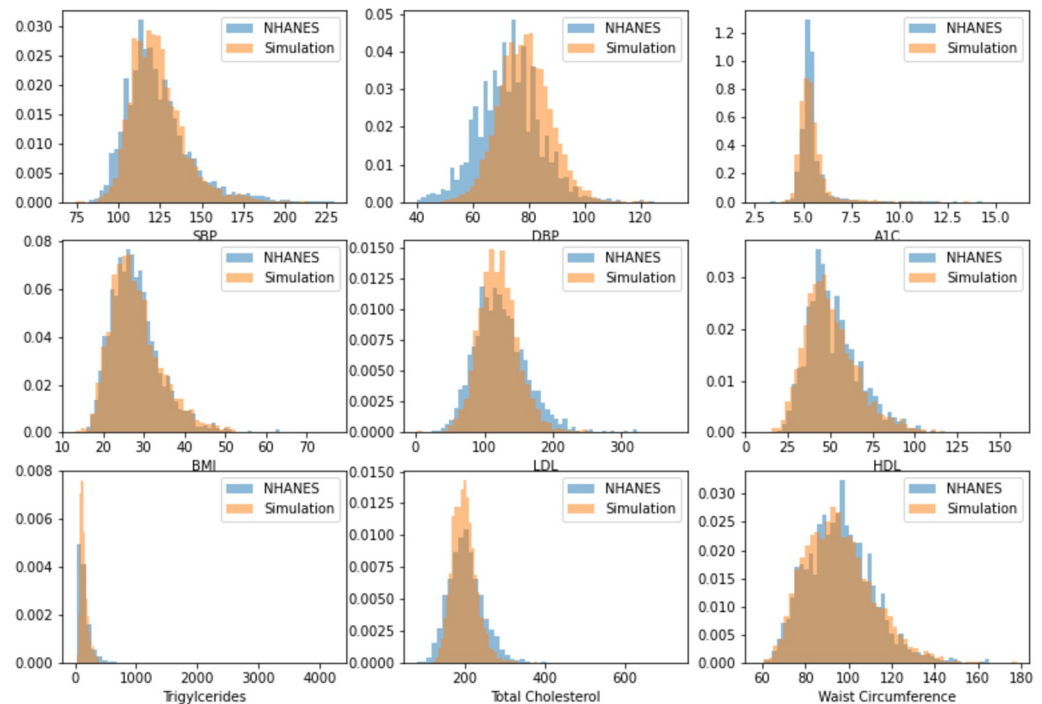 0.030
0.025
0.020
0.015
0.010
0.005
0.000
NHANES
Simulation
75 100 125 150 175 200 225
SBP
0.05
0.04
0.03
0.02
0.01
0.00
NHANES
Simulation
40 60 80 100 120
DBP
1.2
1.0
0.8
0.6
0.4
0.2
0.0
NHANES
Simulation
2.5 5.0 7.5 10.0 12.5 15.0
A1C
0.08
0.06
0.04
0.02
0.00
NHANES
Simulation
10 20 30 40 50 60 70
BMI
0.0150
0.0125
0.0100
0.0075
0.0050
0.0025
0.0000
NHANES
Simulation
0 100 200 300
LDL
0.03
0.02
0.01
0.00
NHANES
Simulation
0 25 50 75 100 125 150
HDL
0.008
0.006
0.004
0.002
0.000
NHANES
Simulation
0 1000 2000 3000 4000
Trigylcerides
0.0150
0.0125
0.0100
0.0075
0.0050
0.0025
0.0000
NHANES
Simulation
200 400 600
Total Cholesterol
0.030
0.025
0.020
0.015
0.010
0.005
0.000
NHANES
Simulation
60 80 100 120 140 160 180
Waist Circumference